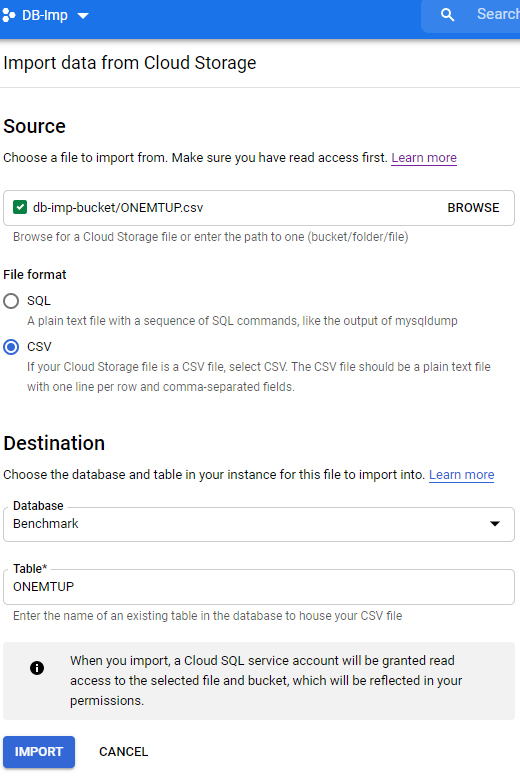 DB-Imp
Search
Import data from Cloud Storage
Source
Choose a file to import from. Make sure you have read access first. Learn more
db-imp-bucket/ONEMTUP.csv BROWSE
Browse for a Cloud Storage file or enter the path to one (bucket/folder/file)
File format
SQL
A plain text file with a sequence of SQL commands, like the output of mysqldump
CSV
If your Cloud Storage file is a CSV file, select CSV. The CSV file should be a plain text file
with one line per row and comma-separated fields.
Destination
Choose the database and table in your instance for this file to import into. Learn more
Database
Benchmark
Table*
ONEMTUP
Enter the name of an existing table in the database to house your CSV file
When you import, a Cloud SQL service account will be granted read
access to the selected file and bucket, which will be reflected in your
permissions.
IMPORT CANCEL